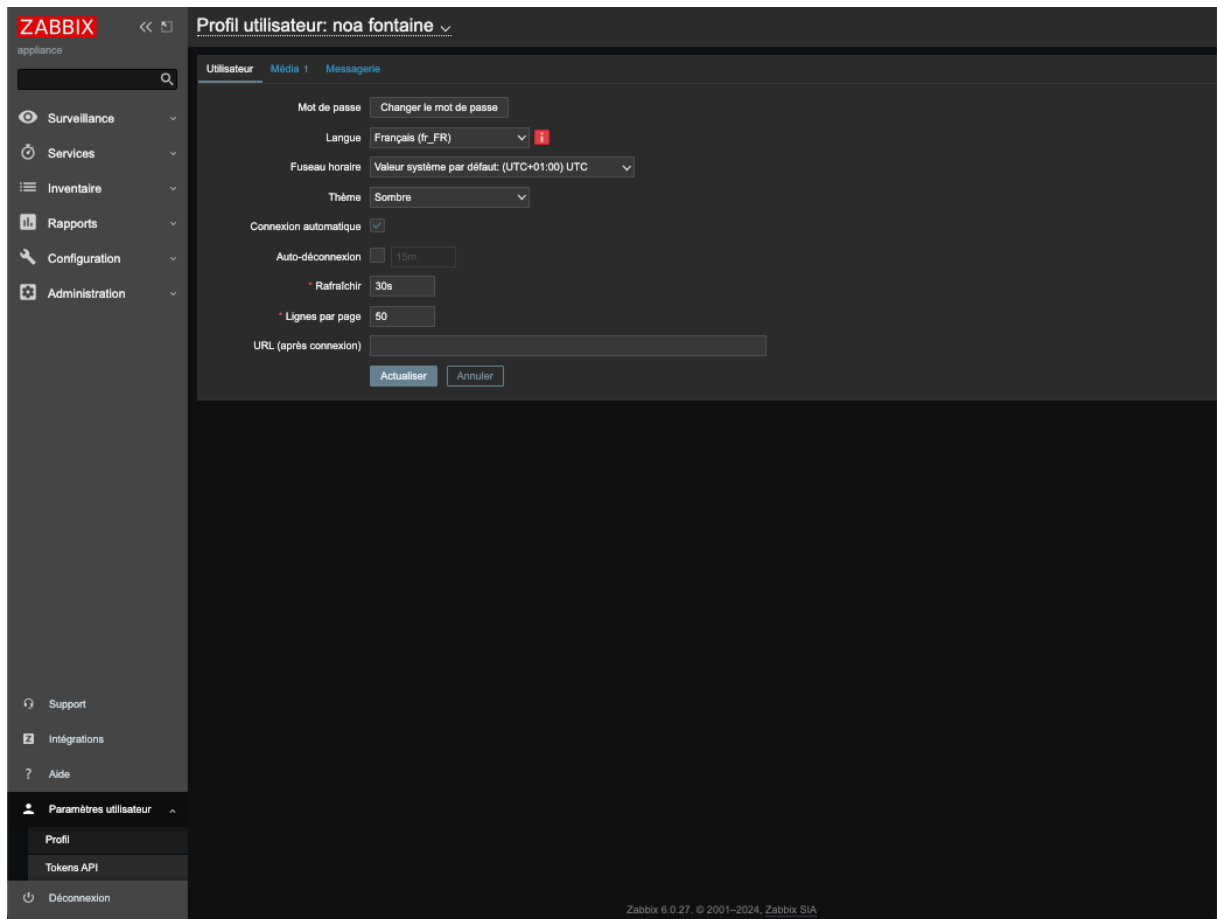 ZABBIX
appliance
Surveillance
Services
Inventaire
Rapports
Configuration
Administration
Support
Intégrations
? Aide
Paramètres utilisateur
Profil
Tokens API
Déconnexion
Profil utilisateur: noa fontaine
Utilisateur Média 1 Messagerie
Mot de passe Changer le mot de passe
Langue Français (fr_FR) i
Fuseau horaire Valeur système par défaut: (UTC+01:00) UTC
Thème Sombre
Connexion automatique
Auto-déconnexion 15m
* Rafraîchir 30s
* Lignes par page 50
URL (après connexion)
Actualiser Annuler
Zabbix 6.0.27. © 2001–2024, Zabbix SIA